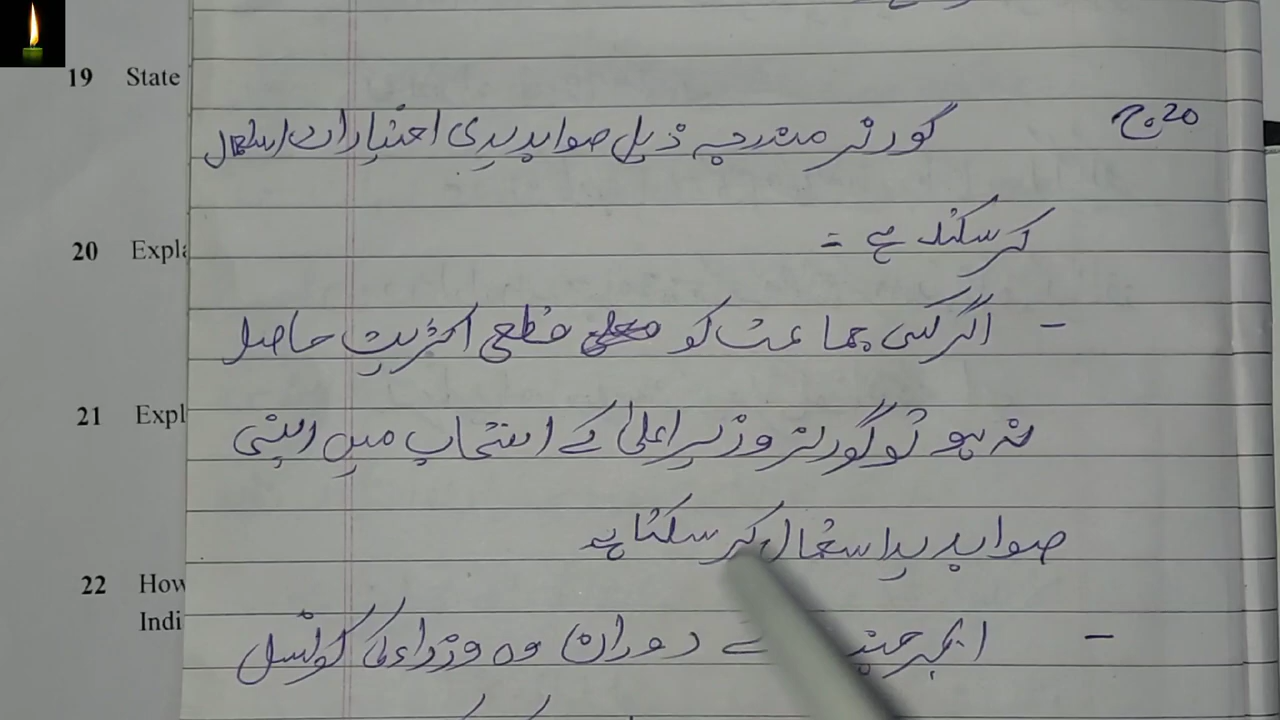 19 State
ج20. گورنر مندرجہ ذیل صوابدیدی اختیارات استعمال
20 Expla
کر سکتا ہے =
- اگر کسی جماعت کو قطعی اکثریت حاصل
21 Expl
نہ ہو تو گورنر وزیر اعلیٰ کے انتخاب میں اپنی
صوابدید استعمال کر سکتا ہے
22 How
Indi
- ایمرجینسی کے دوران وہ وزراء کی کونسل